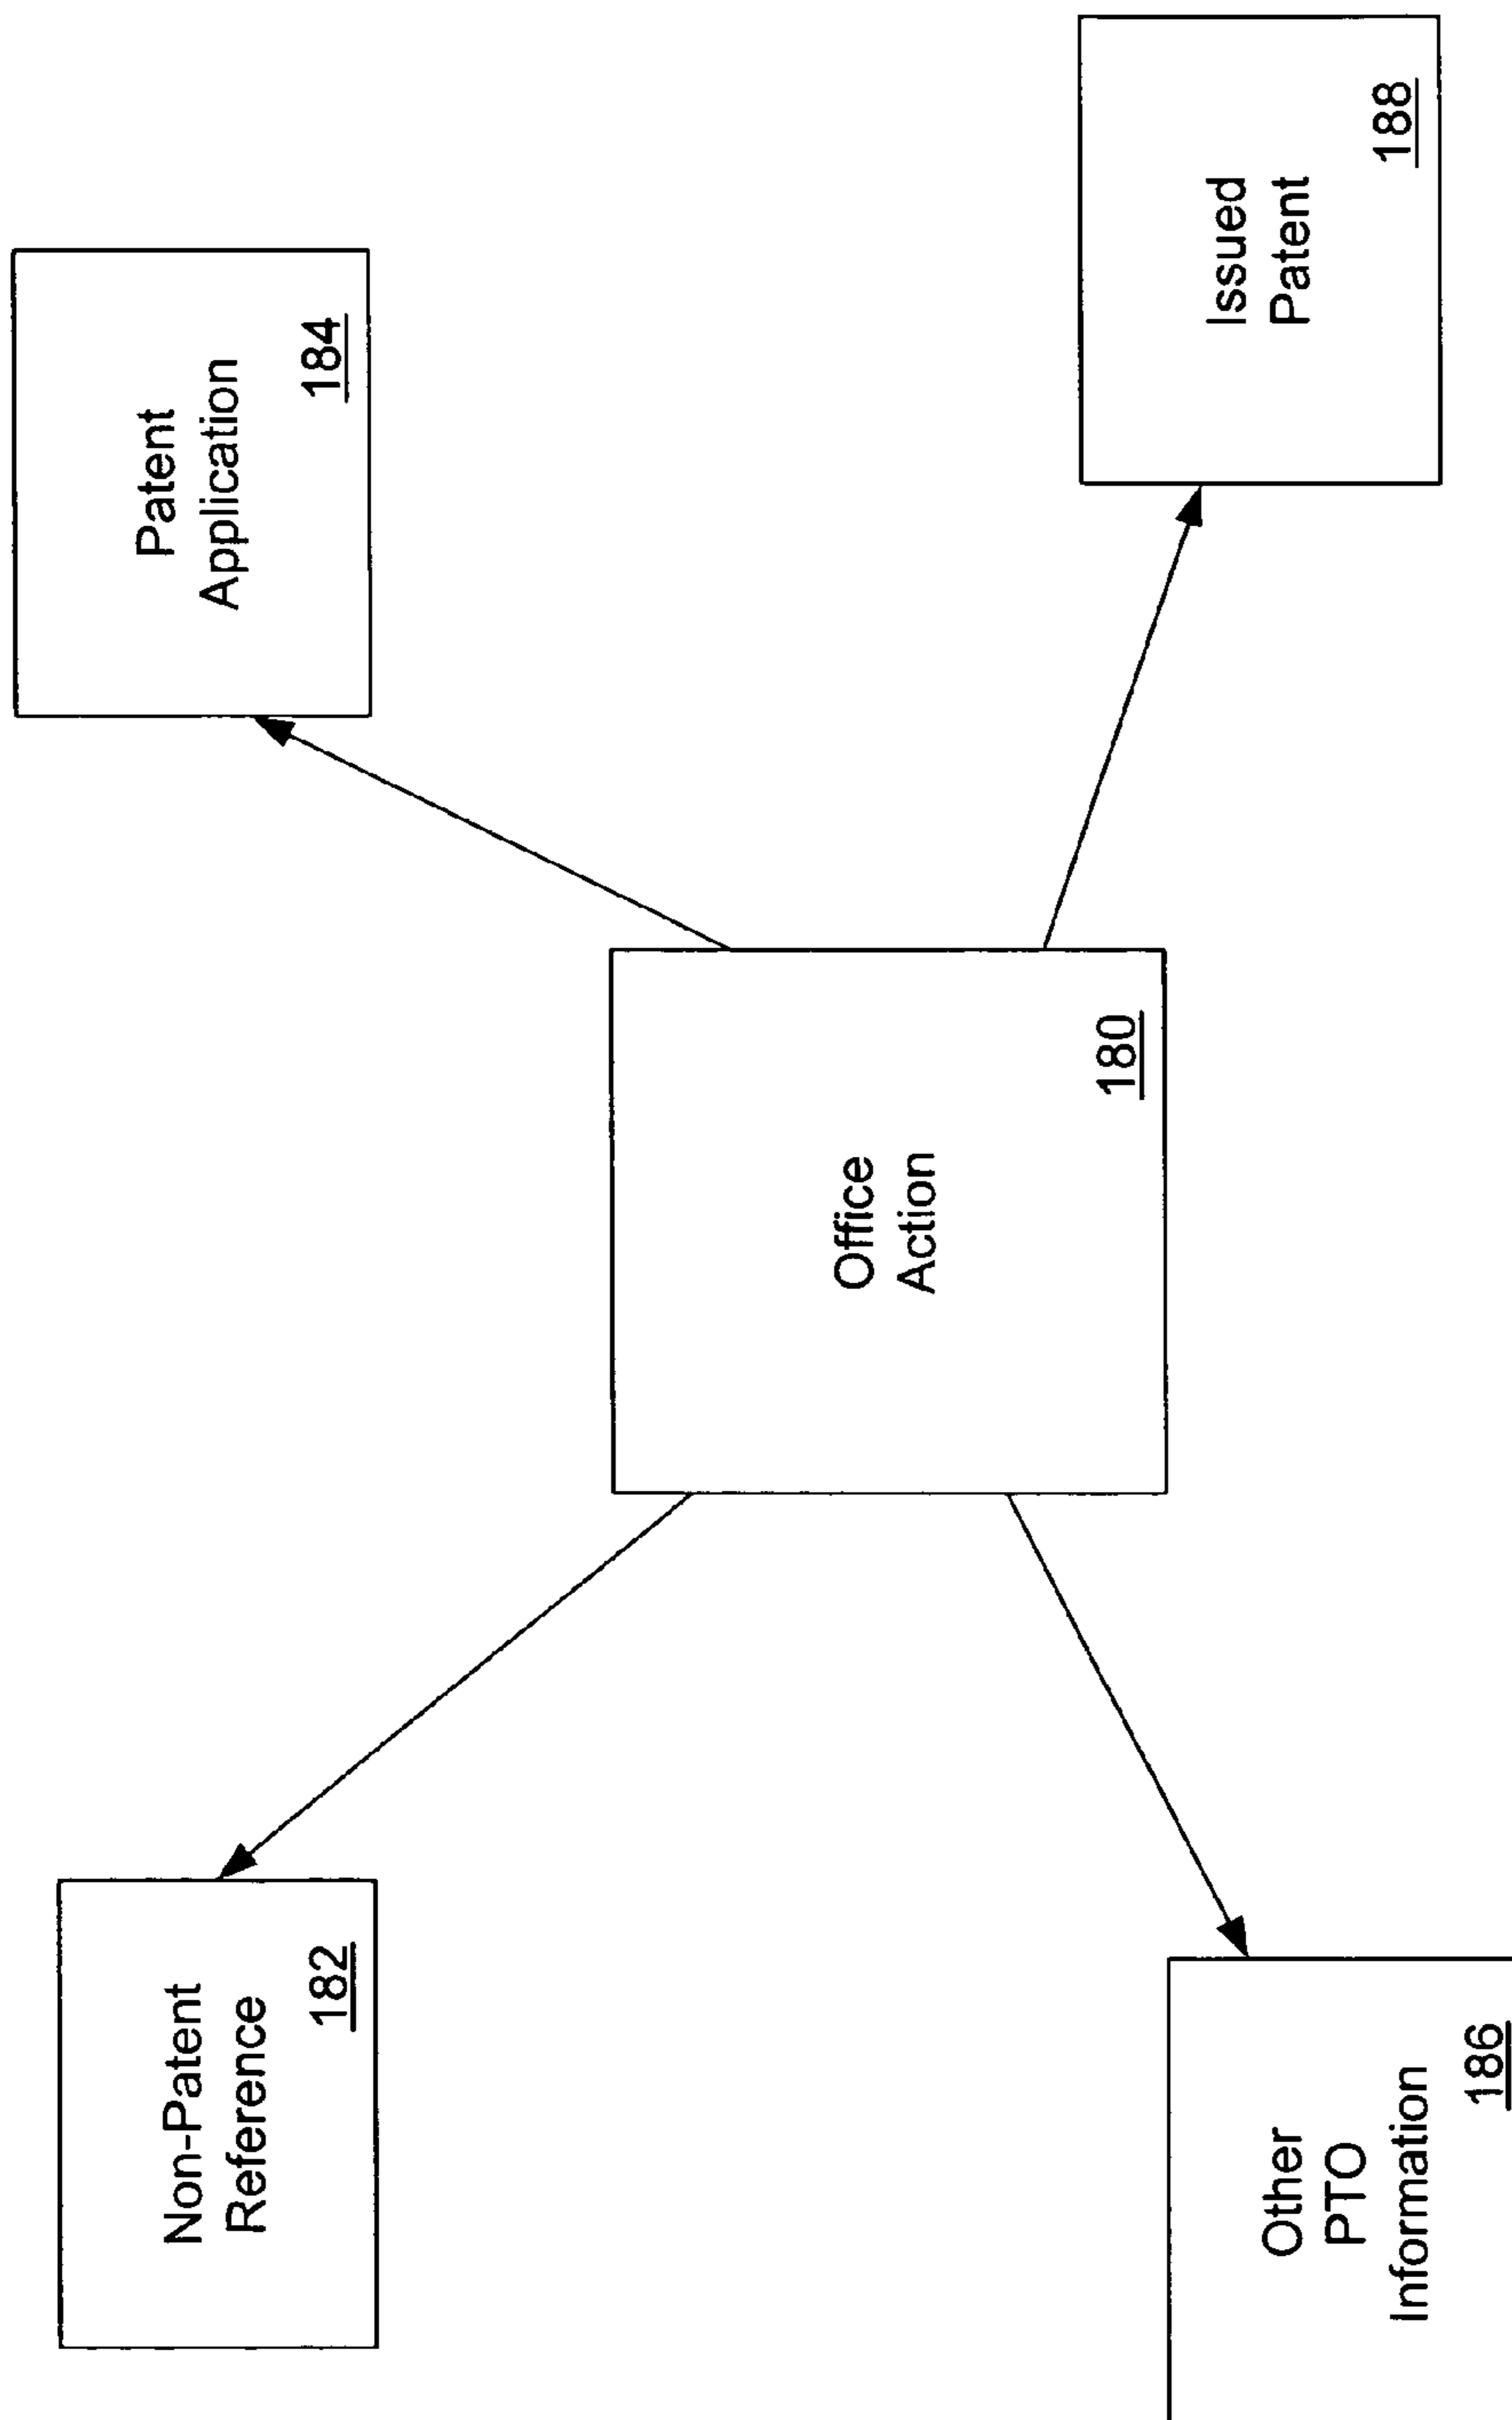 Non-Patent
Reference
182
Patent
Application
184
Office
Action
180
Other
PTO
Information
186
Issued
Patent
188